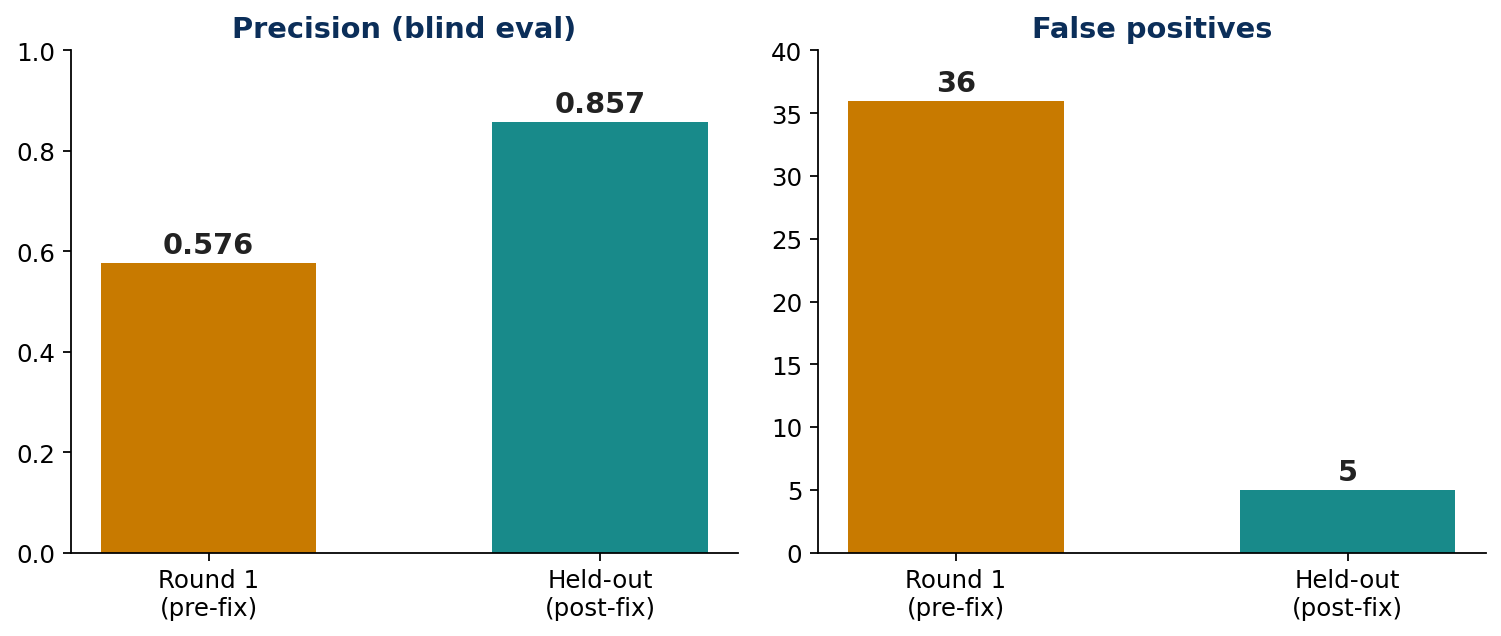 Precision (blind eval)
1.0
0.8
0.6
0.4
0.2
0.0
0.576
0.857
Round 1
(pre-fix)
Held-out
(post-fix)
False positives
40
35
30
25
20
15
10
5
0
36
5
Round 1
(pre-fix)
Held-out
(post-fix)